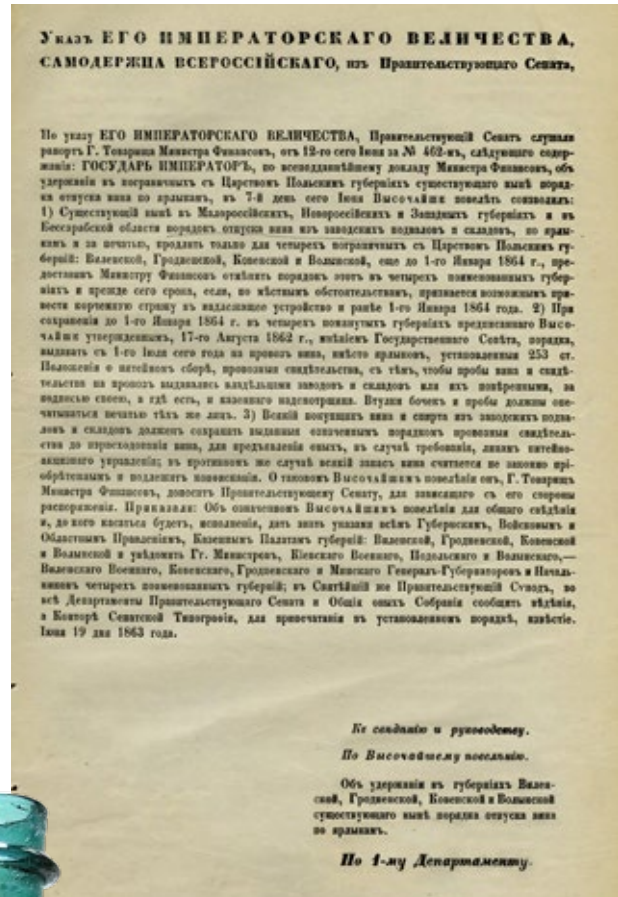 Указъ ЕГО ИМПЕРАТОРСКАГО ВЕЛИЧЕСТВА,
САМОДЕРЖЦА ВСЕРОССІЙСКАГО, изъ Правительствующаго Сената,
По указу ЕГО ИМПЕРАТОРСКАГО ВЕЛИЧЕСТВА, Правительствующій Сенатъ слушали
рапортъ Г. Товарища Министра Финансовъ, отъ 12-го сего Іюня за № 462-мъ, слѣдующаго содер-
жанія: ГОСУДАРЬ ИМПЕРАТОРЪ, по всеподданнѣйшему докладу Министра Финансовъ, объ
удержаніи въ пограничныхъ съ Царствомъ Польскимъ губерніяхъ существующаго нынѣ поряд-
ка отпуска вина по ярлыкамъ, въ 7-й день сего Іюня Высочайше повелѣть соизволилъ:
1) Существующій нынѣ въ Малороссійскихъ, Новороссійскихъ и Западныхъ губерніяхъ и въ
Бессарабской области порядокъ отпуска вина изъ заводскихъ подваловъ и складовъ, по ярлы-
камъ и за печатью, продлить только для четырехъ пограничныхъ съ Царствомъ Польскимъ гу-
берній: Виленской, Гродненской, Ковенской и Волынской, еще до 1-го Января 1864 г., пре-
доставивъ Министру Финансовъ отмѣнить порядокъ этотъ въ четырехъ поименованныхъ губер-
ніяхъ и прежде сего срока, если, по мѣстнымъ обстоятельствамъ, признается возможнымъ при-
вести корчемную стражу въ надлежащее устройство и ранѣе 1-го Января 1864 года. 2) При
сохраненіи до 1-го Января 1864 г. въ четырехъ помянутыхъ губерніяхъ предписаннаго Высо-
чайше утвержденнымъ, 17-го Августа 1862 г., мнѣніемъ Государственнаго Совѣта, порядка,
выдавать съ 1-го Іюля сего года на провозъ вина, вмѣсто ярлыковъ, установленныя 253 ст.
Положенія о питейномъ сборѣ, провозныя свидѣтельства, съ тѣмъ, чтобы пробы вина и свидѣ-
тельства на провозъ выдавались владѣльцами заводовъ и складовъ или ихъ повѣренными, за
подписью своею, а гдѣ есть, и казеннаго надсмотрщика. Втулки бочекъ и пробы должны опе-
чатываться печатью тѣхъ же лицъ. 3) Всякій покупщикъ вина и спирта изъ заводскихъ подва-
ловъ и складовъ долженъ сохранять выданныя означеннымъ порядкомъ провозныя свидѣтель-
ства до израсходованія вина, для предъявленія оныхъ, въ случаѣ требованія, лицамъ питейно-
акцизнаго управленія; въ противномъ же случаѣ всякій запасъ вина считается не законно прі-
обрѣтеннымъ и подлежитъ конфискаціи. О таковомъ Высочайшемъ повелѣніи онъ, Г. Товарищъ
Министра Финансовъ, доноситъ Правительствующему Сенату, для зависящаго съ его стороны
распоряженія. Приказали: Объ означенномъ Высочайшемъ повелѣніи для общаго свѣдѣнія
и, до кого касаться будетъ, исполненія, дать знать указами всѣмъ Губернскимъ, Войсковымъ и
Областнымъ Правленіямъ, Казеннымъ Палатамъ губерній: Виленской, Гродненской, Ковенской
и Волынской и увѣдомить Гг. Министровъ, Кіевскаго Военнаго, Подольскаго и Волынскаго,—
Виленскаго Военнаго, Ковенскаго, Гродненскаго и Минскаго Генералъ-Губернаторовъ и Началь-
никовъ четырехъ поименованныхъ губерній; въ Святѣйшій же Правительствующій Сѵнодъ, во
всѣ Департаменты Правительствующаго Сената и Общія оныхъ Собранія сообщить вѣдѣнія,
а Конторѣ Сенатской Типографіи, для припечатанія въ установленномъ порядкѣ, извѣстіе.
Іюня 19 дня 1863 года.
Къ свѣдѣнію и руководству.
По Высочайшему повелѣнію.
Объ удержаніи въ губерніяхъ Вилен-
ской, Гродненской, Ковенской и Волынской
существующаго нынѣ порядка отпуска вина
по ярлыкамъ.
По 1-му Департаменту.